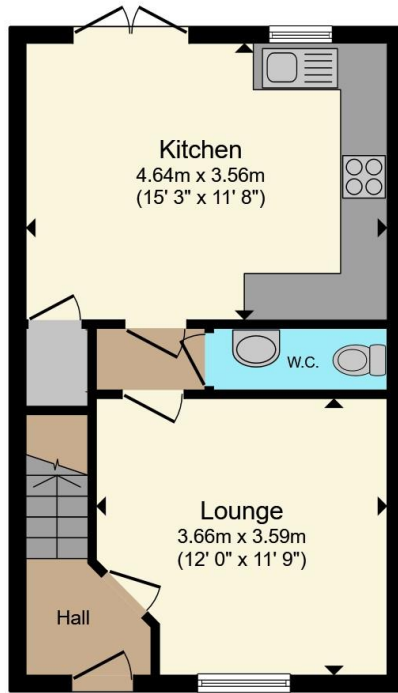 Kitchen
4.64m x 3.56m
(15' 3" x 11' 8")
W.C.
Lounge
3.66m x 3.59m
(12' 0" x 11' 9")
Hall